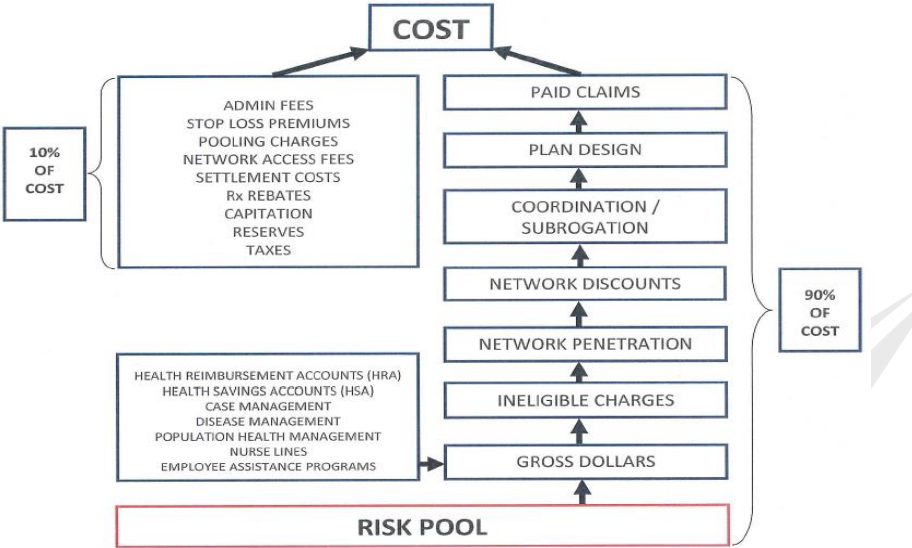 COST
ADMIN FEES
STOP LOSS PREMIUMS
POOLING CHARGES
NETWORK ACCESS FEES
SETTLEMENT COSTS
Rx REBATES
CAPITATION
RESERVES
TAXES
10%
OF
COST
PAID CLAIMS
PLAN DESIGN
COORDINATION /
SUBROGATION
NETWORK DISCOUNTS
NETWORK PENETRATION
INELIGIBLE CHARGES
GROSS DOLLARS
90%
OF
COST
HEALTH REIMBURSEMENT ACCOUNTS (HRA)
HEALTH SAVINGS ACCOUNTS (HSA)
CASE MANAGEMENT
DISEASE MANAGEMENT
POPULATION HEALTH MANAGEMENT
NURSE LINES
EMPLOYEE ASSISTANCE PROGRAMS
RISK POOL